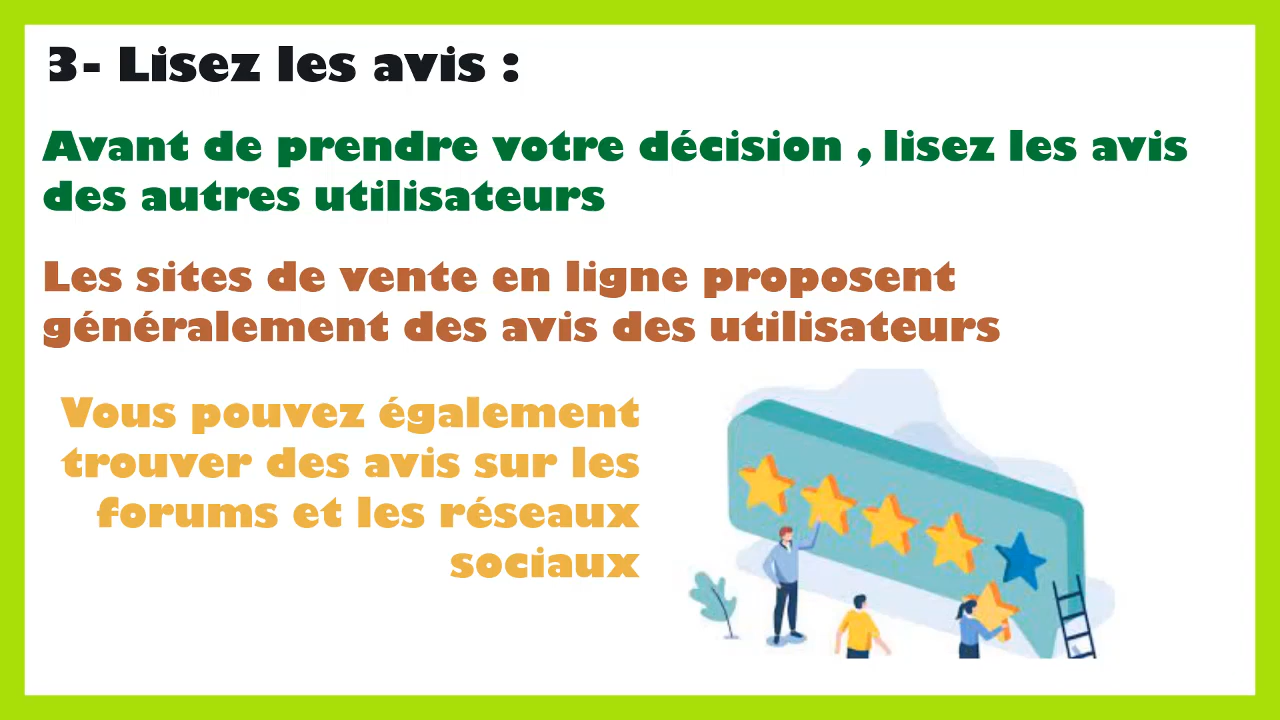 3- Lisez les avis :
Avant de prendre votre décision , lisez les avis
des autres utilisateurs
Les sites de vente en ligne proposent
généralement des avis des utilisateurs
Vous pouvez également
trouver des avis sur les
forums et les réseaux
sociaux